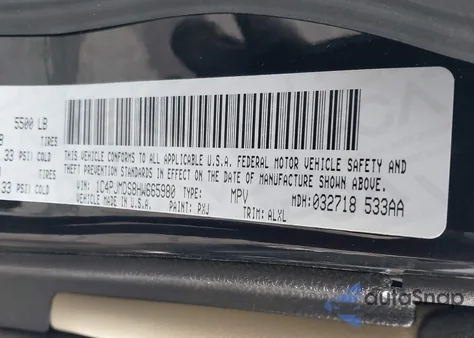 5500 LB
TIRES
33 PSI COLD
TIRES
33 PSI COLD
THIS VEHICLE CONFORMS TO ALL APPLICABLE U.S.A. FEDERAL MOTOR VEHICLE SAFETY AND
THEFT PREVENTION STANDARDS IN EFFECT ON THE DATE OF MANUFACTURE SHOWN ABOVE.
VIN: 1C4PJMDS8HW665980 TYPE: MPV MDH:032718 533AA
VEHICLE MADE IN U.S.A. PAINT: PXJ TRIM: ALXL
autoSnap